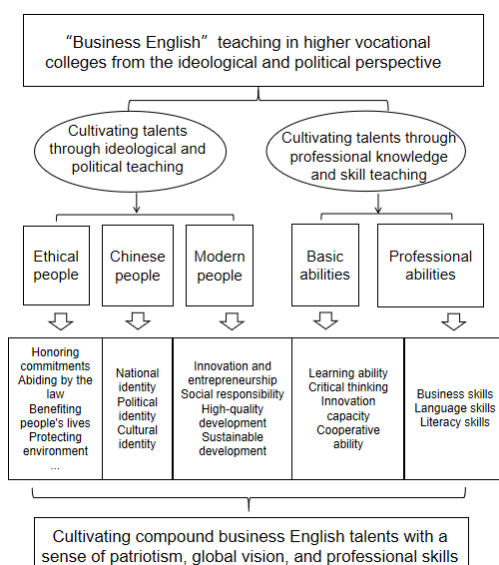 “Business English” teaching in higher vocational
colleges from the ideological and political perspective
Cultivating talents
through ideological and
political teaching
Cultivating talents through
professional knowledge
and skill teaching
Ethical
people
Chinese
people
Modern
people
Basic
abilities
Professional
abilities
Honoring
commitments
Abiding by the
law
Benefiting
people's lives
Protecting
environment
...
National
identity
Political
identity
Cultural
identity
Innovation and
entrepreneurship
Social responsibility
High-quality
development
Sustainable
development
Learning ability
Critical thinking
Innovation
capacity
Cooperative
ability
Business skills
Language skills
Literacy skills
Cultivating compound business English talents with a
sense of patriotism, global vision, and professional skills